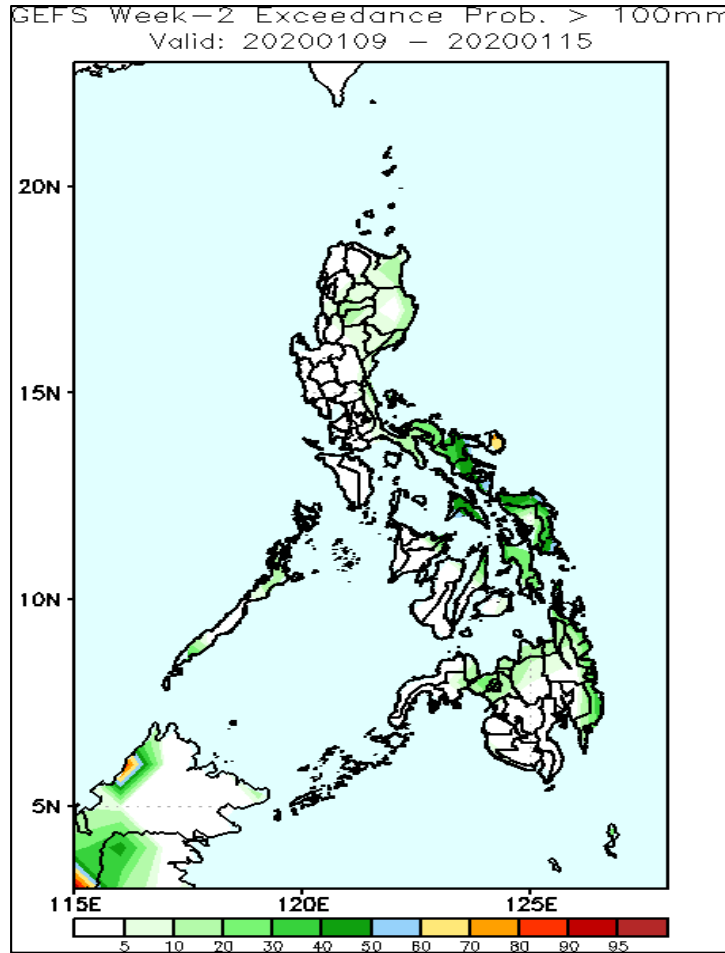 GEFS Week-2 Exceedance Prob. > 100mm
Valid: 20200109 - 20200115
20N
15N
10N
5N
115E 120E 125E
5 10 20 30 40 50 60 70 80 90 95